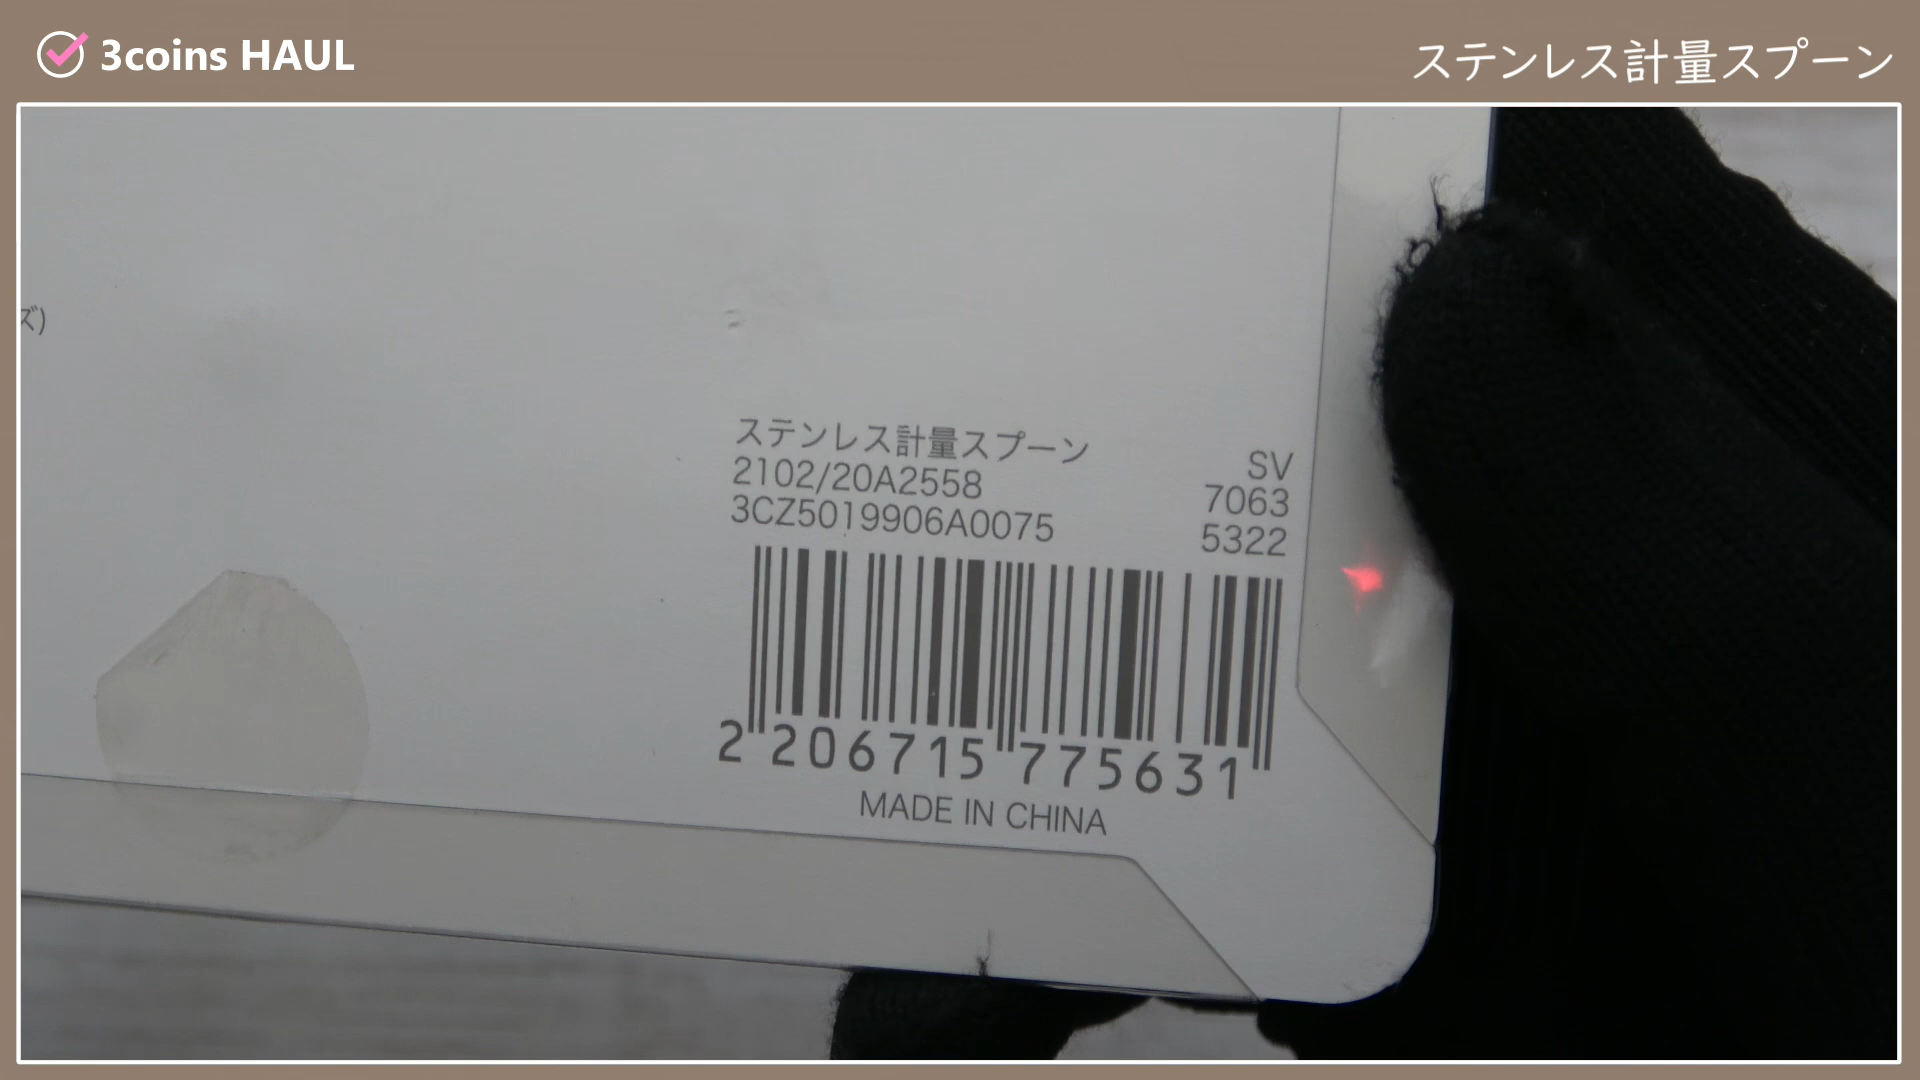 3coins HAUL
ステンレス計量スプーン
ズ)
ステンレス計量スプーン SV
2102/20A2558 7063
3CZ5019906A0075 5322
2 206715 775631
MADE IN CHINA